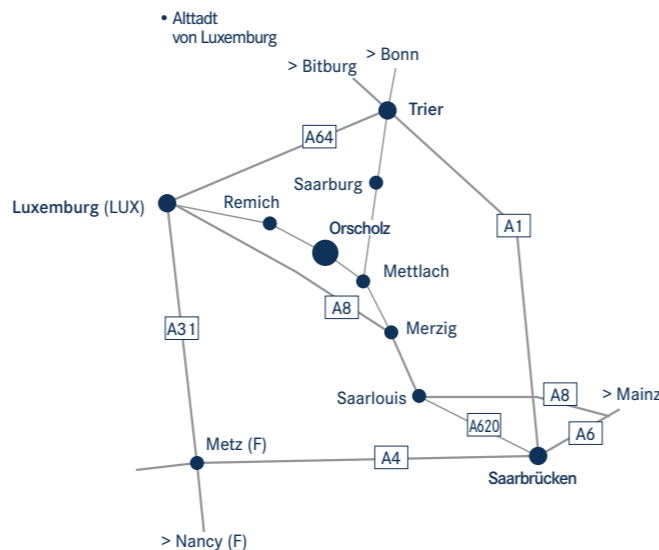 • Alttadt
von Luxemburg
> Bonn
> Bitburg
Trier
A64
Saarburg
Remich
Luxemburg (LUX)
Orscholz
A1
Mettlach
A8
A31
Merzig
Saarlouis
A8
> Mainz
A620
A6
Metz (F)
A4
Saarbrücken
> Nancy (F)